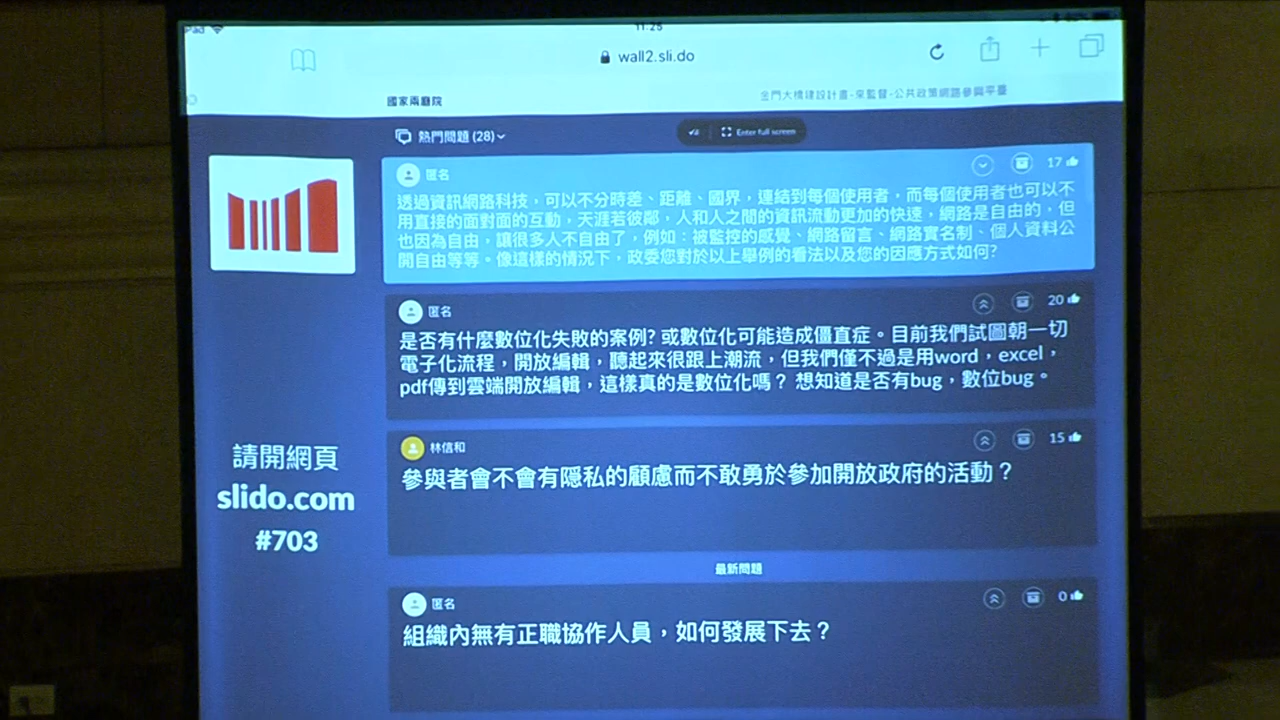 iPad
11:25
wall2.sli.do
國家兩廳院
金門大橋建設計畫-來監督-公共政策網路參與平臺
熱門問題 (28)
Enter full screen
匿名
17
透過資訊網路科技，可以不分時差、距離、國界，連結到每個使用者，而每個使用者也可以不
用直接的面對面的互動，天涯若彼鄰，人和人之間的資訊流動更加的快速，網路是自由的，但
也因為自由，讓很多人不自由了，例如：被監控的感覺、網路留言、網路實名制、個人資料公
開自由等等。像這樣的情況下，政委您對於以上舉例的看法以及您的因應方式如何?
匿名
20
是否有什麼數位化失敗的案例? 或數位化可能造成僵直症。目前我們試圖朝一切
電子化流程，開放編輯，聽起來很跟上潮流，但我們僅不過是用word，excel，
pdf傳到雲端開放編輯，這樣真的是數位化嗎？ 想知道是否有bug，數位bug。
林信和
15
參與者會不會有隱私的顧慮而不敢勇於參加開放政府的活動？
最新問題
匿名
0
組織內無有正職協作人員，如何發展下去？
請開網頁
slido.com
#703